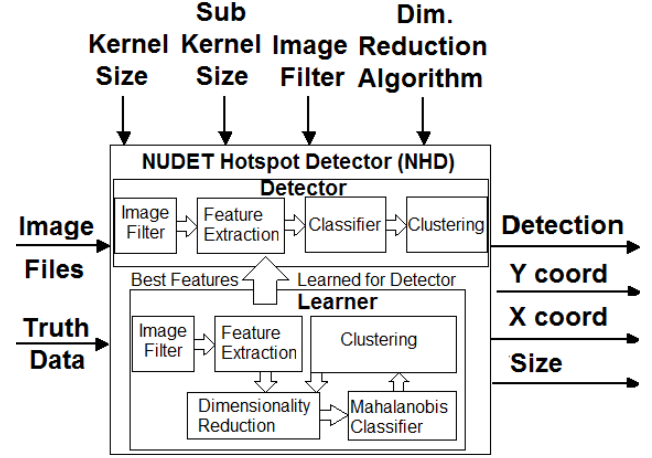 Kernel
Size
Sub
Kernel
Size
Image
Filter
Dim.
Reduction
Algorithm
NUDET Hotspot Detector (NHD)
Detector
Image
Filter
Feature
Extraction
Classifier
Clustering
Image
Files
Truth
Data
Best Features
Learned for Detector
Learner
Image
Filter
Feature
Extraction
Clustering
Dimensionality
Reduction
Mahalanobis
Classifier
Detection
Y coord
X coord
Size